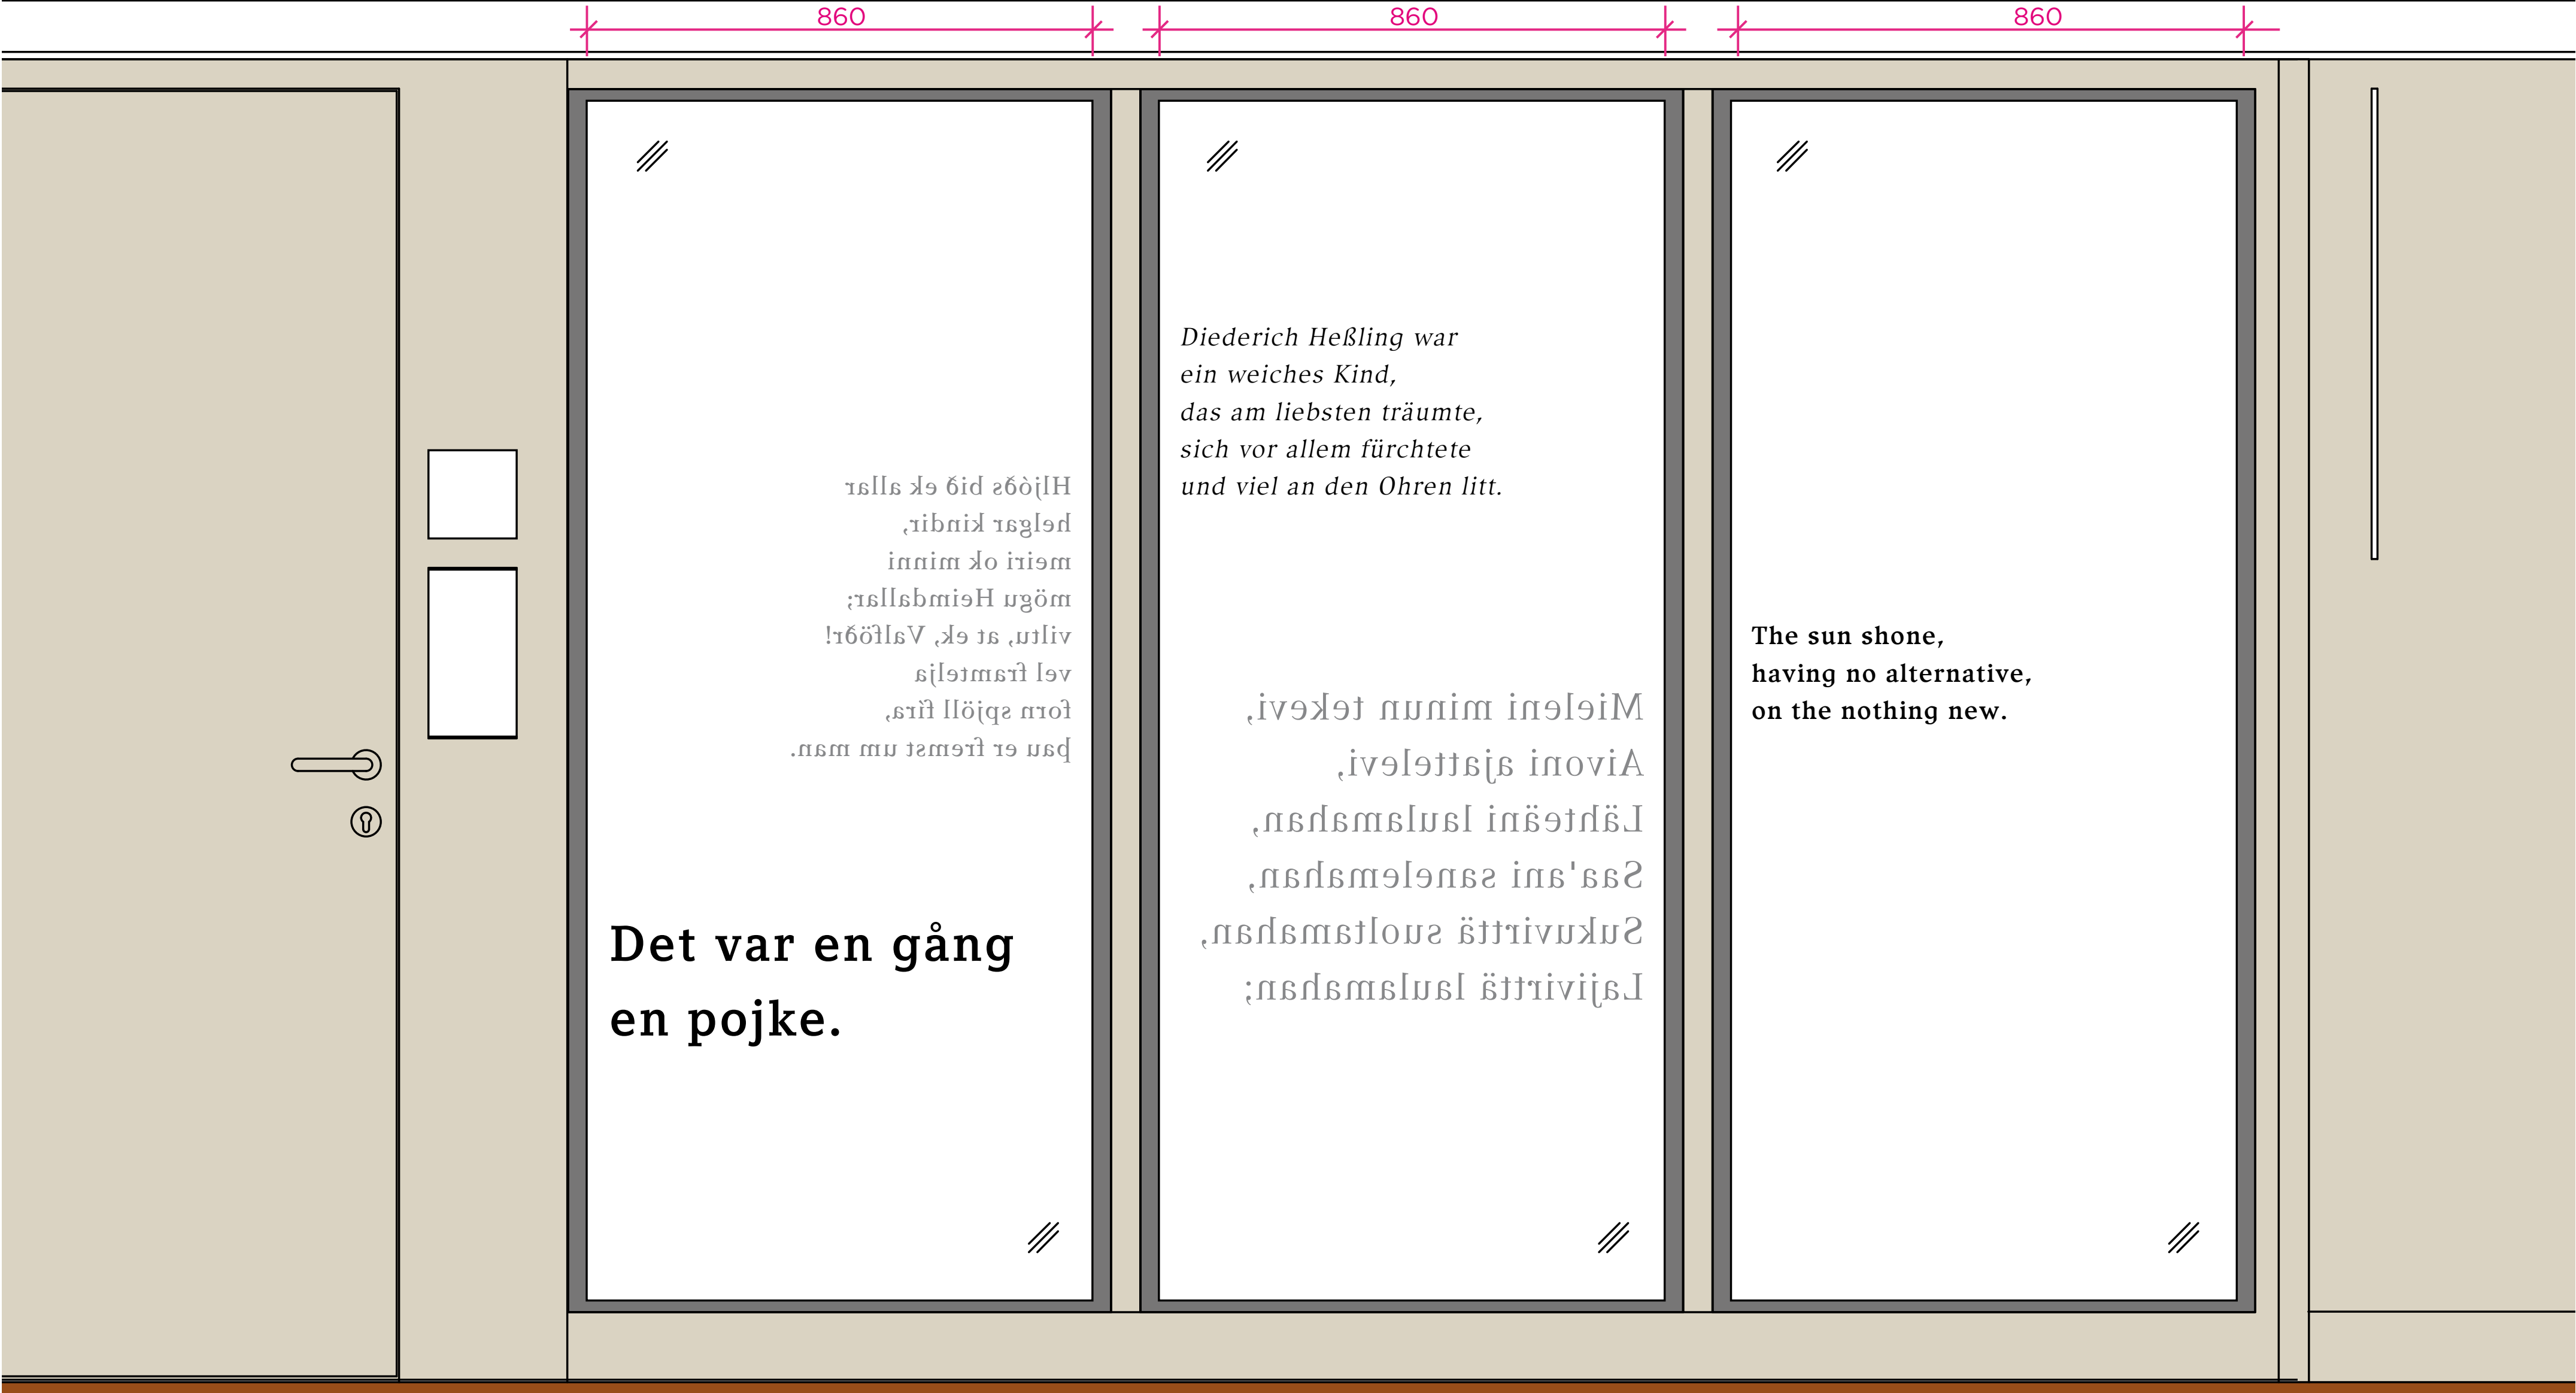 860
860
860
Hljóðs bið ek allar
helgar kindir,
meiri ok minni
mögu Heimdallar;
viltu, at ek, Valföðr!
vel framtelja
forn spjöll fíra,
þau er fremst um man.
Det var en gång
en pojke.
Diederich Heßling war
ein weiches Kind,
das am liebsten träumte,
sich vor allem fürchtete
und viel an den Ohren litt.
Mieleni minun tekevi,
Aivoni ajattelevi,
Lähteäni laulamahan,
Saa'ani sanelemahan,
Sukuvirttä suoltamahan,
Lajivirttä laulamahan;
The sun shone,
having no alternative,
on the nothing new.